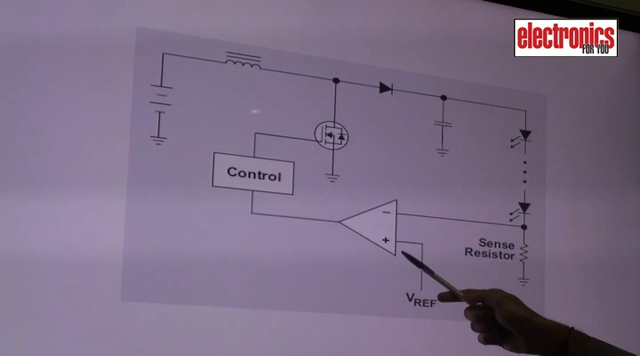 electronics
FOR YOU
Control
−
+
Sense
Resistor
VREF